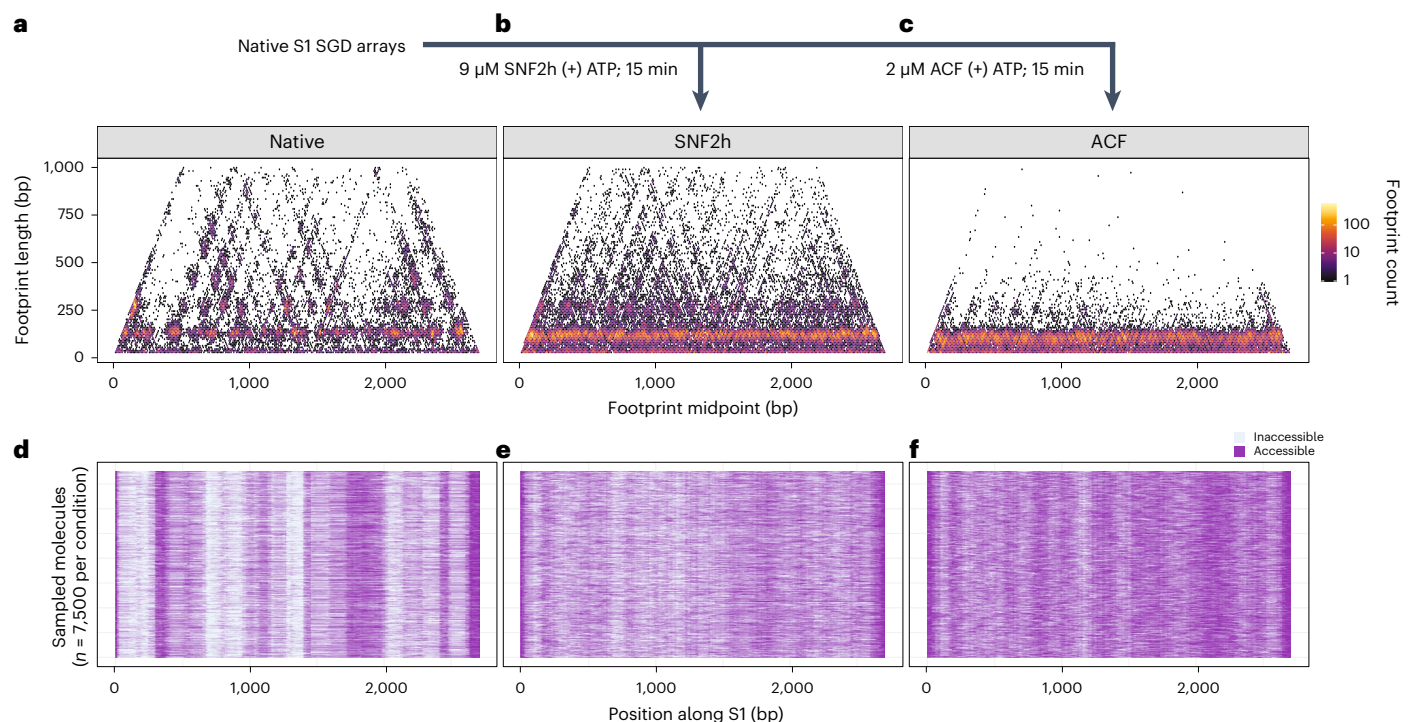 a
b
c
Native S1 SGD arrays
9 µM SNF2h (+) ATP; 15 min
2 µM ACF (+) ATP; 15 min
Native
SNF2h
ACF
Footprint length (bp)
1,000
750
500
250
0
0
1,000
2,000
0
1,000
2,000
0
1,000
2,000
Footprint midpoint (bp)
Footprint count
100
10
1
d
e
f
Inaccessible
Accessible
Sampled molecules
(n = 7,500 per condition)
0
1,000
2,000
0
1,000
2,000
0
1,000
2,000
Position along S1 (bp)